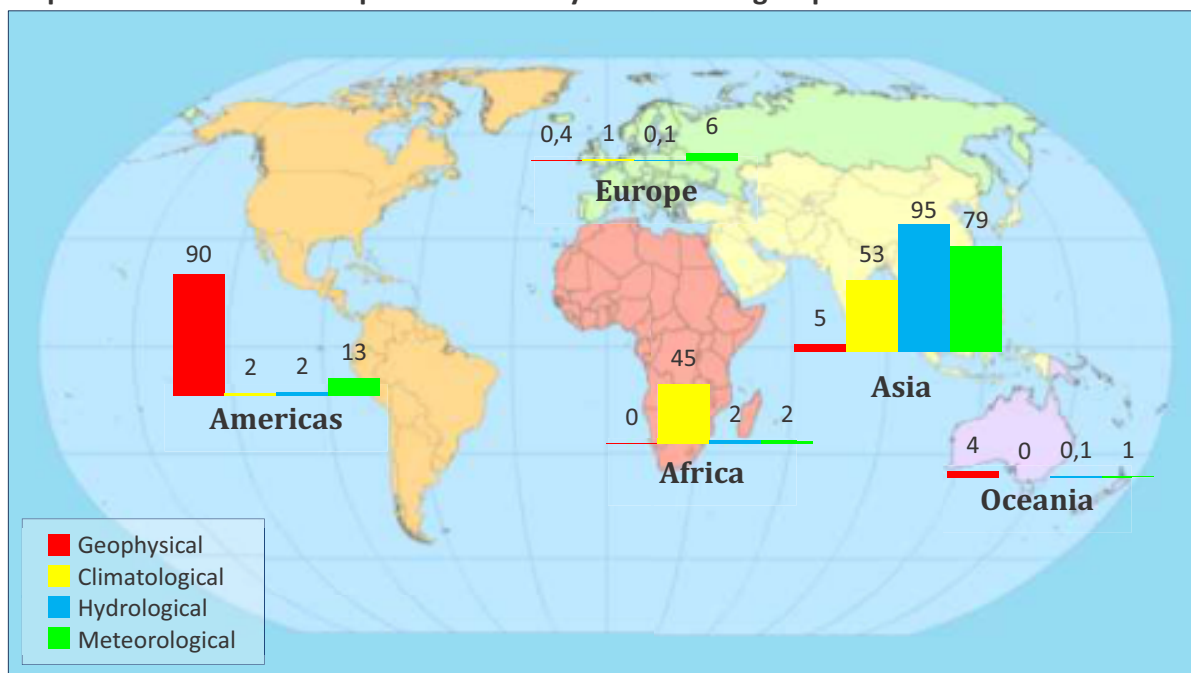 0,4 1 0,1 6
Europe
90 2 2 13
Americas
0 45 2 2
Africa
5 53 95 79
Asia
4 0 0,1 1
Oceania
Geophysical
Climatological
Hydrological
Meteorological